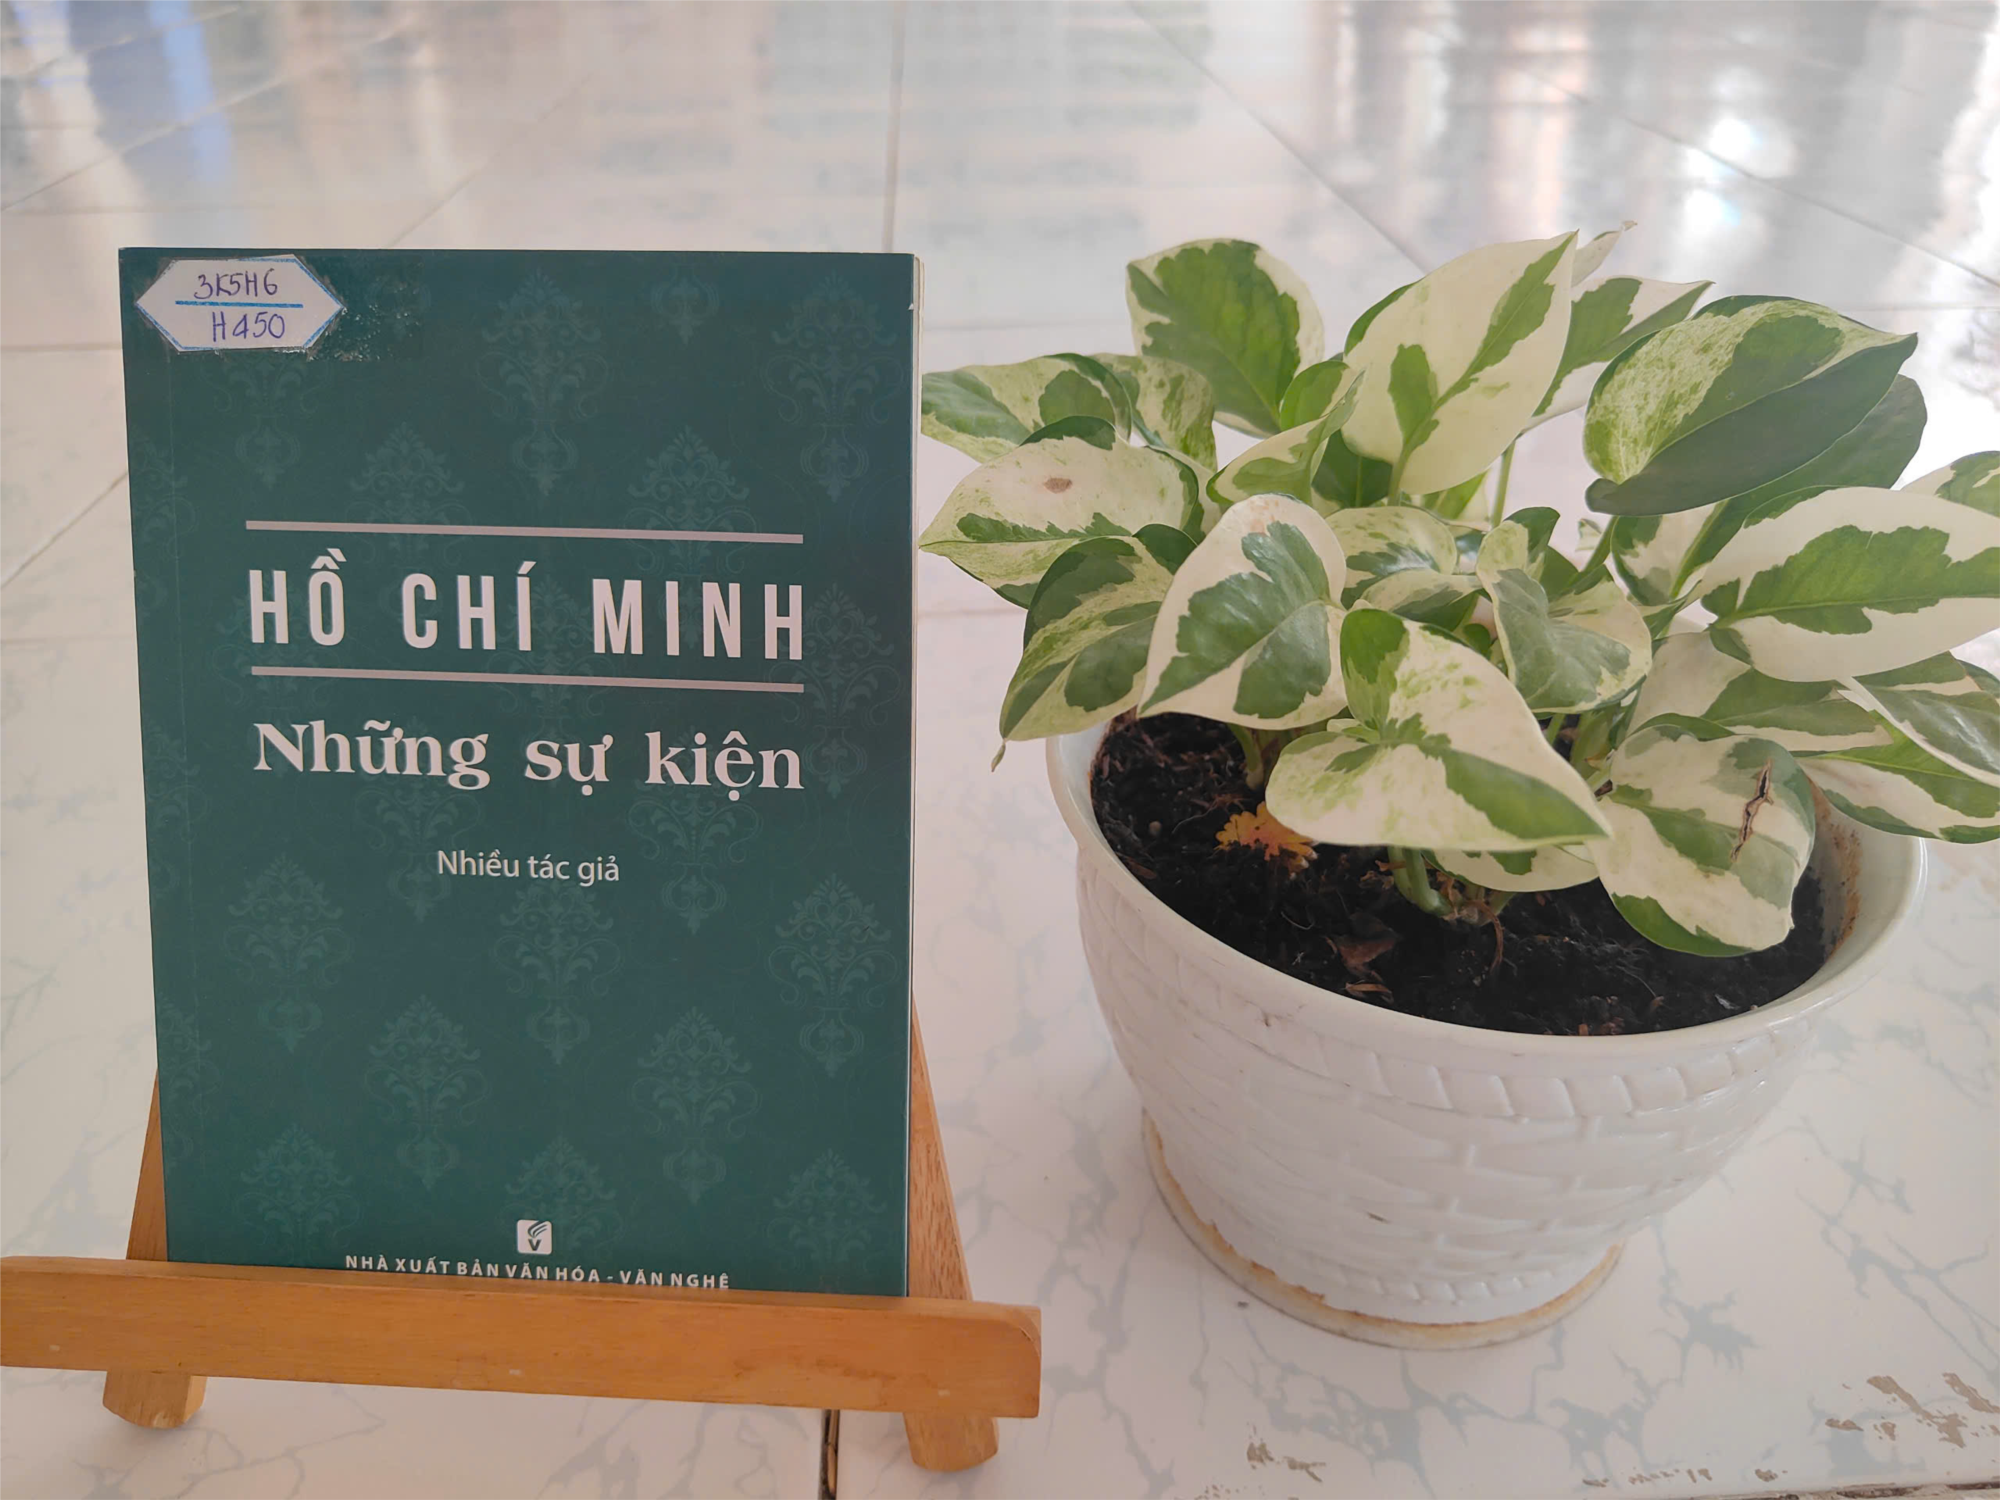 3K5H6
H450
HỒ CHÍ MINH
Những sự kiện
Nhiều tác giả
V
NHÀ XUẤT BẢN VĂN HÓA - VĂN NGHỆ